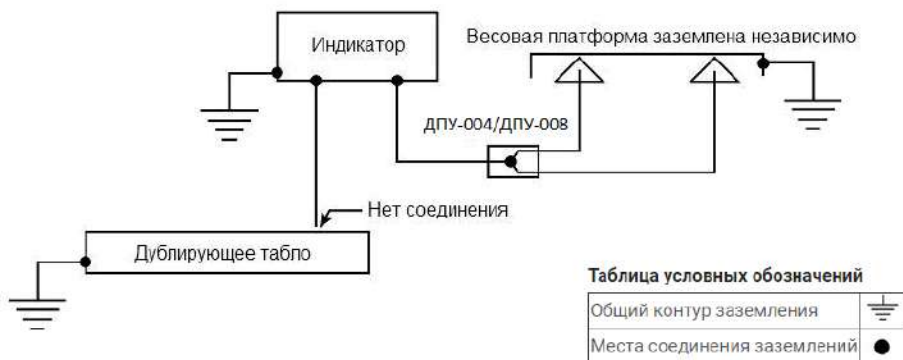 Индикатор
Весовая платформа заземлена независимо
ДПУ-004/ДПУ-008
Нет соединения
Дублирующее табло
Таблица условных обозначений
Общий контур заземления
Места соединения заземлений